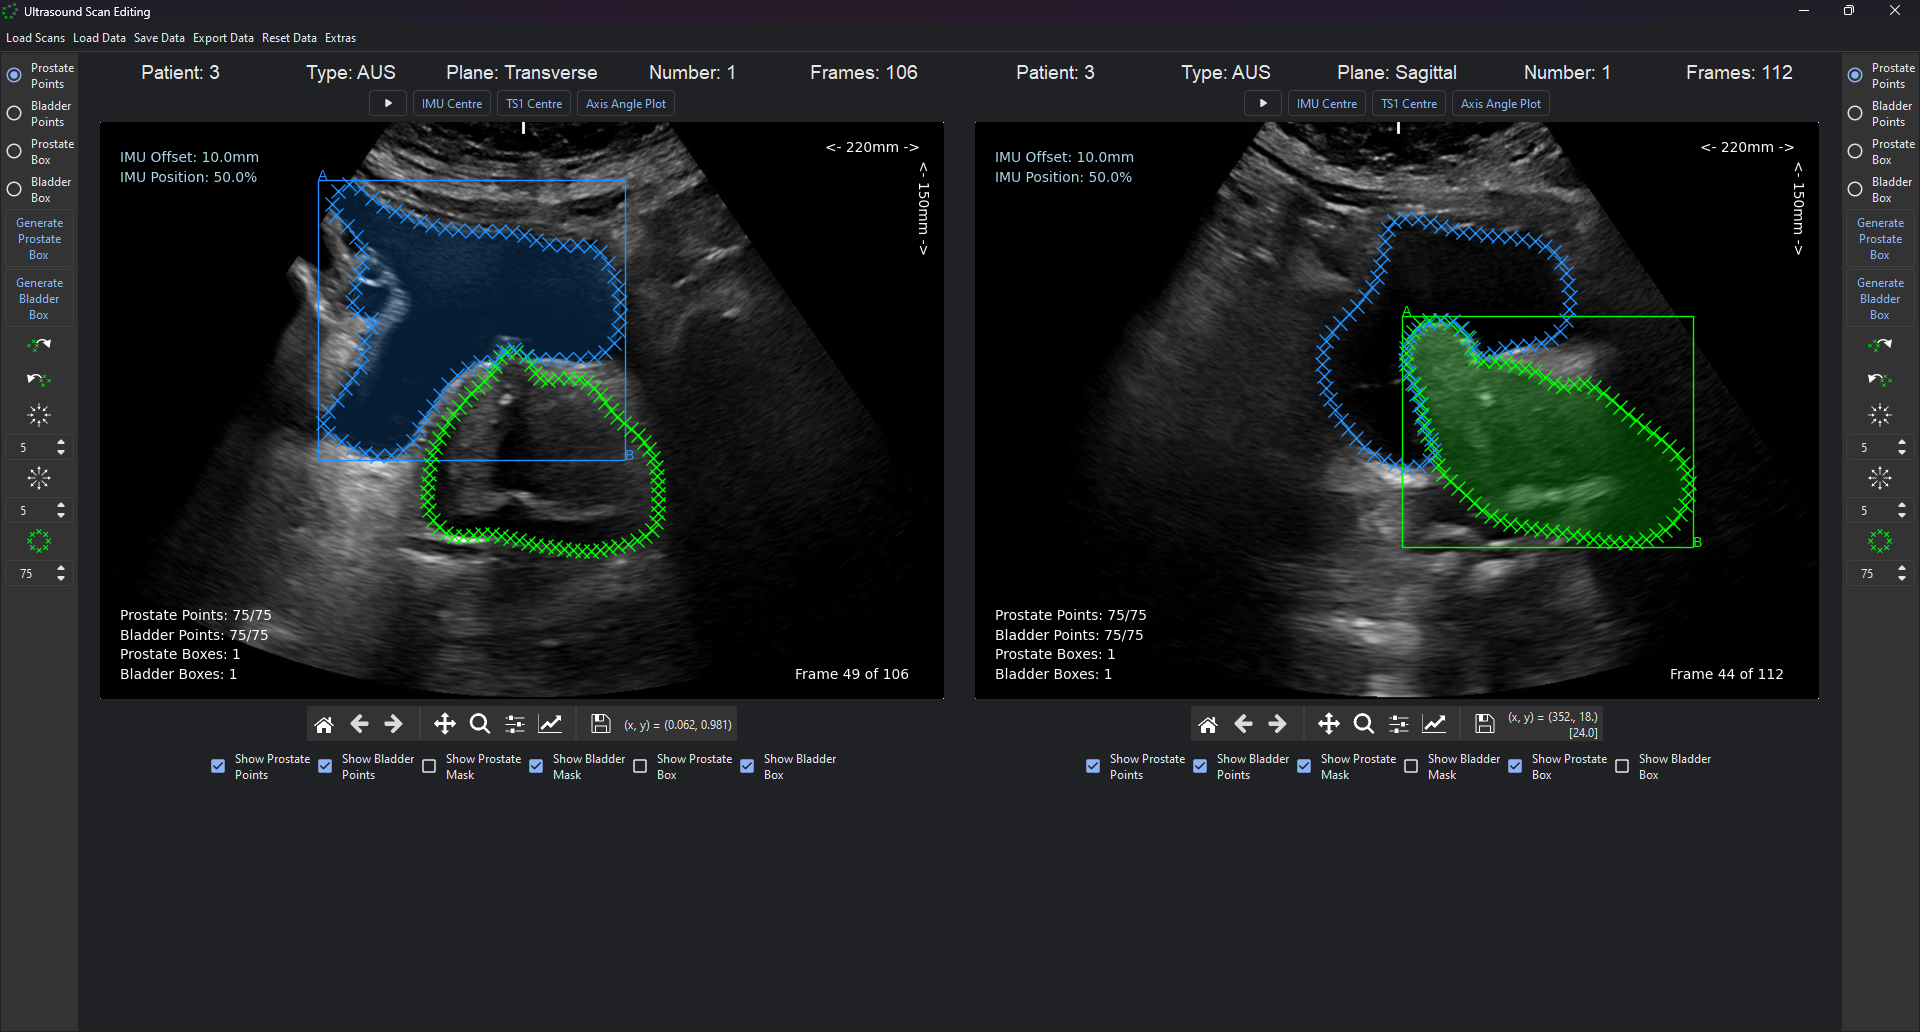 Ultrasound Scan Editing
Load Scans Load Data Save Data Export Data Reset Data Extras
Prostate
Points
Bladder
Points
Prostate
Box
Bladder
Box
Generate
Prostate
Box
Generate
Bladder
Box
5
5
75
Patient: 3 Type: AUS Plane: Transverse Number: 1 Frames: 106
IMU Centre TS1 Centre Axis Angle Plot
IMU Offset: 10.0mm
IMU Position: 50.0%
<- 220mm ->
<- 150mm ->
A
B
A
Prostate Points: 75/75
Bladder Points: 75/75
Prostate Boxes: 1
Bladder Boxes: 1
Frame 49 of 106
(x, y) = (0.062, 0.981)
Show Prostate
Points
Show Bladder
Points
Show Prostate
Mask
Show Bladder
Mask
Show Prostate
Box
Show Bladder
Box
Patient: 3 Type: AUS Plane: Sagittal Number: 1 Frames: 112
IMU Centre TS1 Centre Axis Angle Plot
IMU Offset: 10.0mm
IMU Position: 50.0%
<- 220mm ->
<- 150mm ->
B
Prostate Points: 75/75
Bladder Points: 75/75
Prostate Boxes: 1
Bladder Boxes: 1
Frame 44 of 112
(x, y) = (352., 18.)
[24.0]
Show Prostate
Points
Show Bladder
Points
Show Prostate
Mask
Show Bladder
Mask
Show Prostate
Box
Show Bladder
Box
Prostate
Points
Bladder
Points
Prostate
Box
Bladder
Box
Generate
Prostate
Box
Generate
Bladder
Box
5
5
75